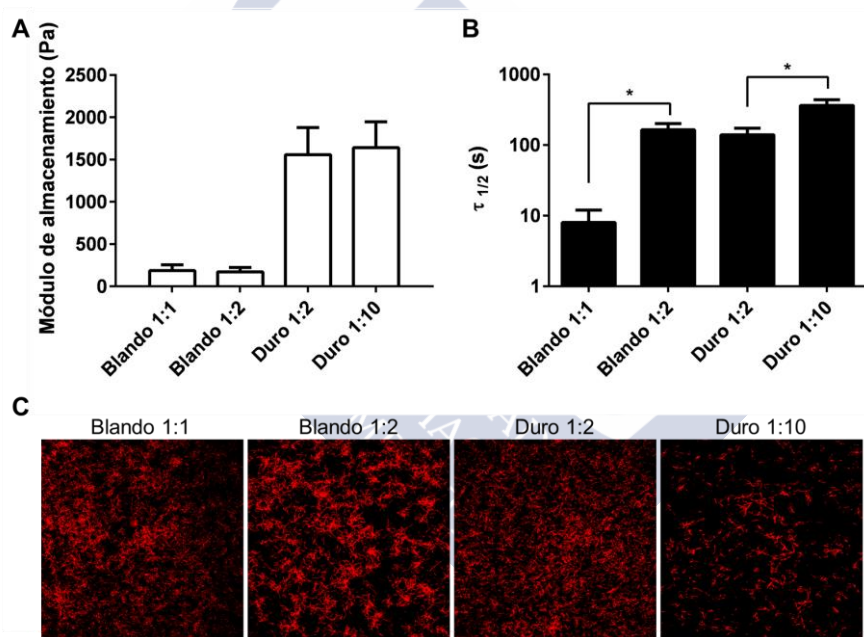 A
Módulo de almacenamiento (Pa)
2500
2000
1500
1000
500
0
Blando 1:1
Blando 1:2
Duro 1:2
Duro 1:10
B
τ 1/2 (s)
1000
100
10
1
*
*
Blando 1:1
Blando 1:2
Duro 1:2
Duro 1:10
C
Blando 1:1
Blando 1:2
Duro 1:2
Duro 1:10